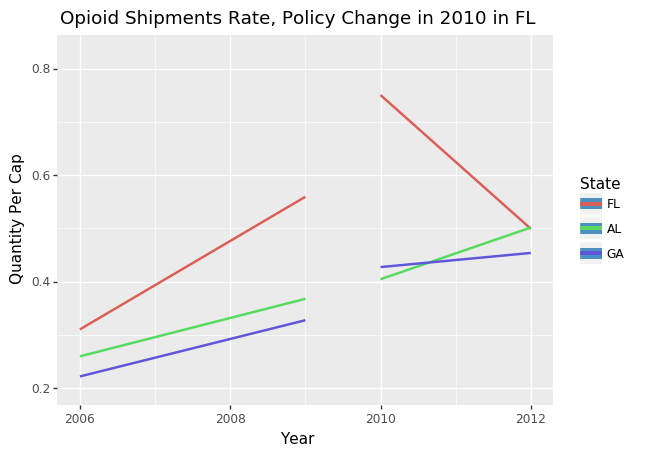 Opioid Shipments Rate, Policy Change in 2010 in FL
0.8
0.6
0.4
0.2
Quantity Per Cap
2006
2008
2010
2012
Year
State
FL
AL
GA